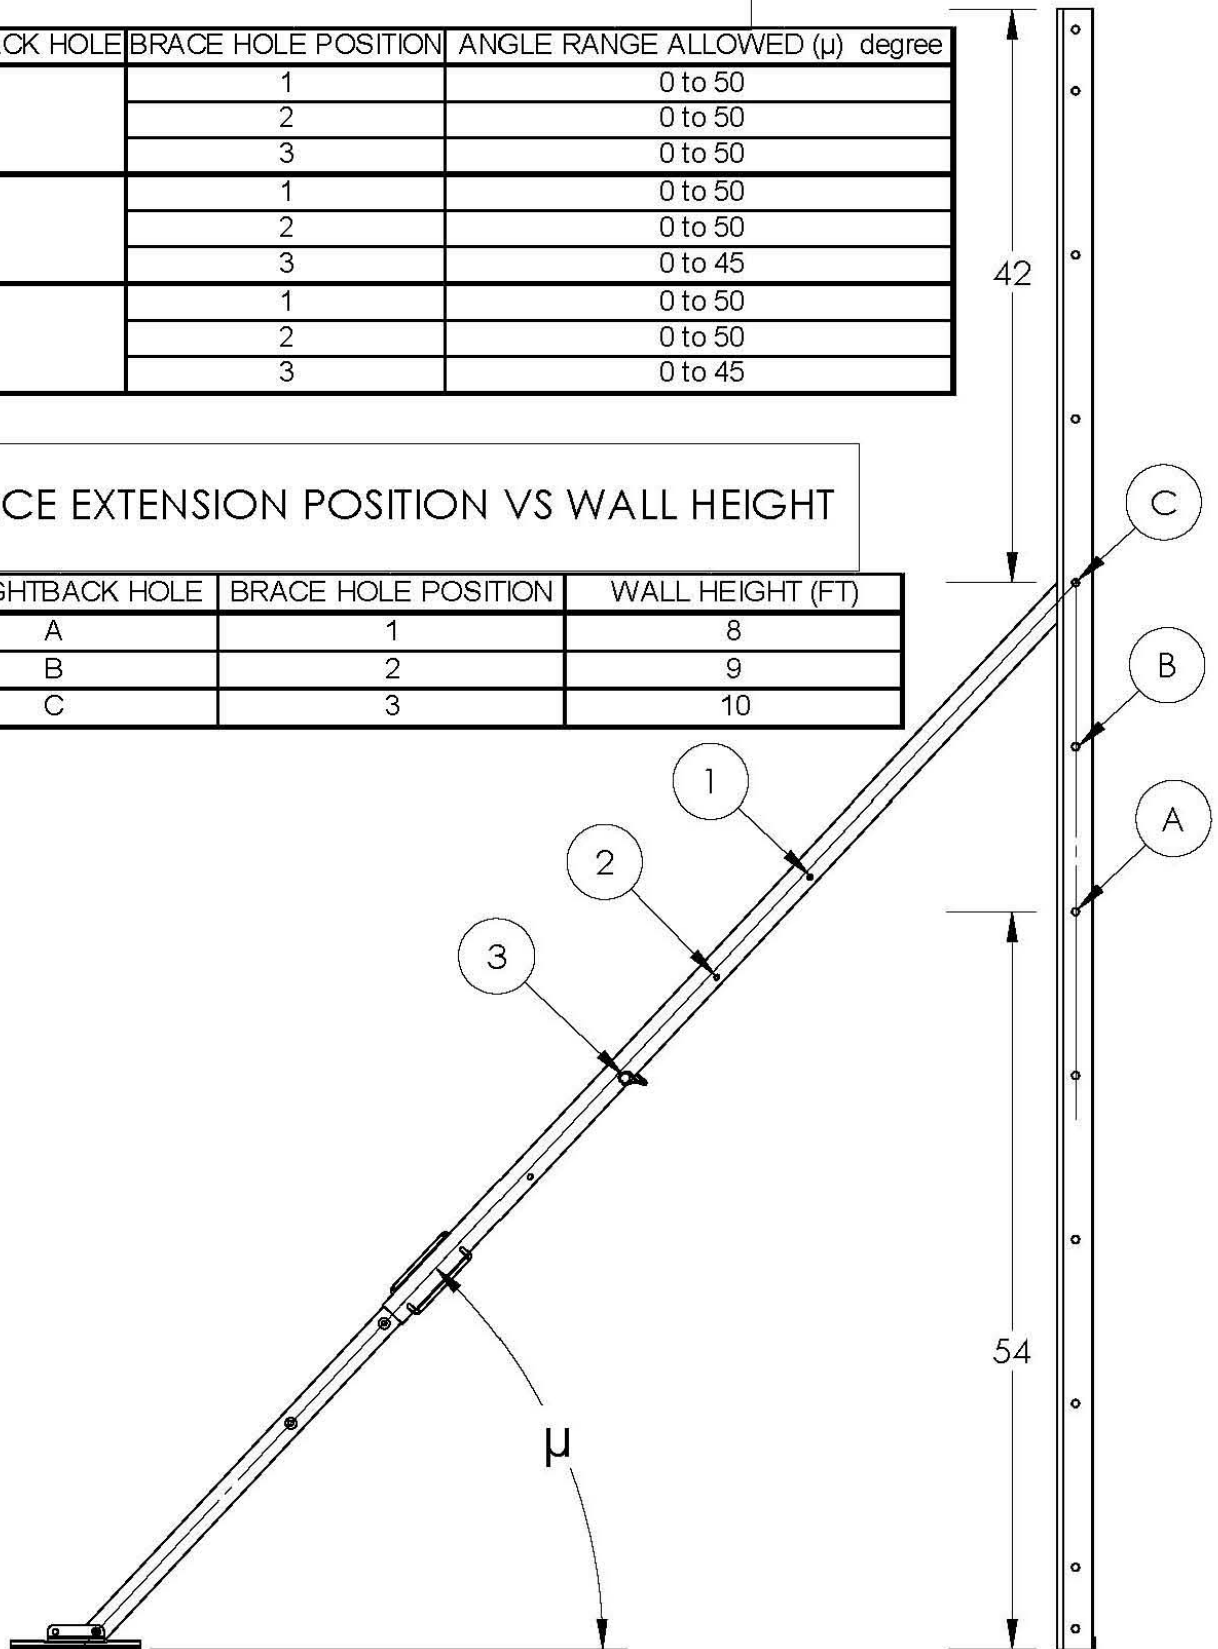 CK HOLE BRACE HOLE POSITION ANGLE RANGE ALLOWED (µ) degree
1 0 to 50
2 0 to 50
3 0 to 50
1 0 to 50
2 0 to 50
3 0 to 45
1 0 to 50
2 0 to 50
3 0 to 45
42
CE EXTENSION POSITION VS WALL HEIGHT
GHTBACK HOLE BRACE HOLE POSITION WALL HEIGHT (FT)
A 1 8
B 2 9
C 3 10
C
B
A
1
2
3
54
µ